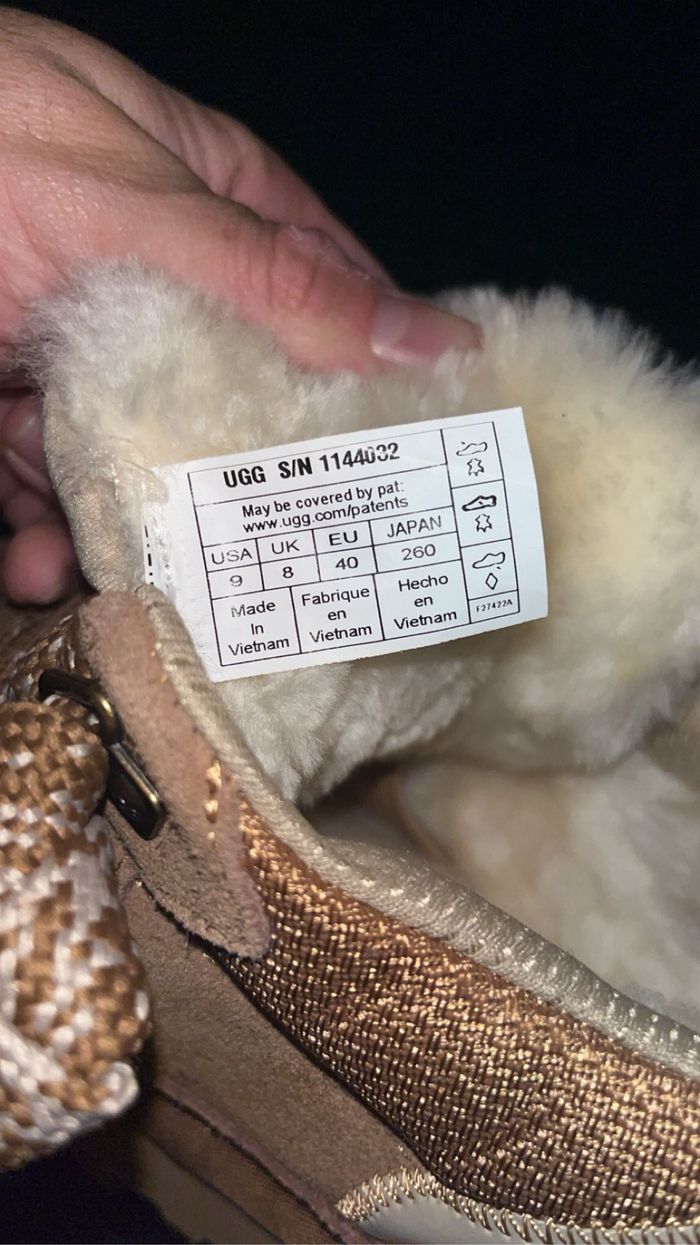 UGG S/N 1144032
May be covered by pat:
www.ugg.com/patents
USA UK EU JAPAN
9 8 40 260
Made Fabrique Hecho
In en en
Vietnam Vietnam Vietnam
F27422A